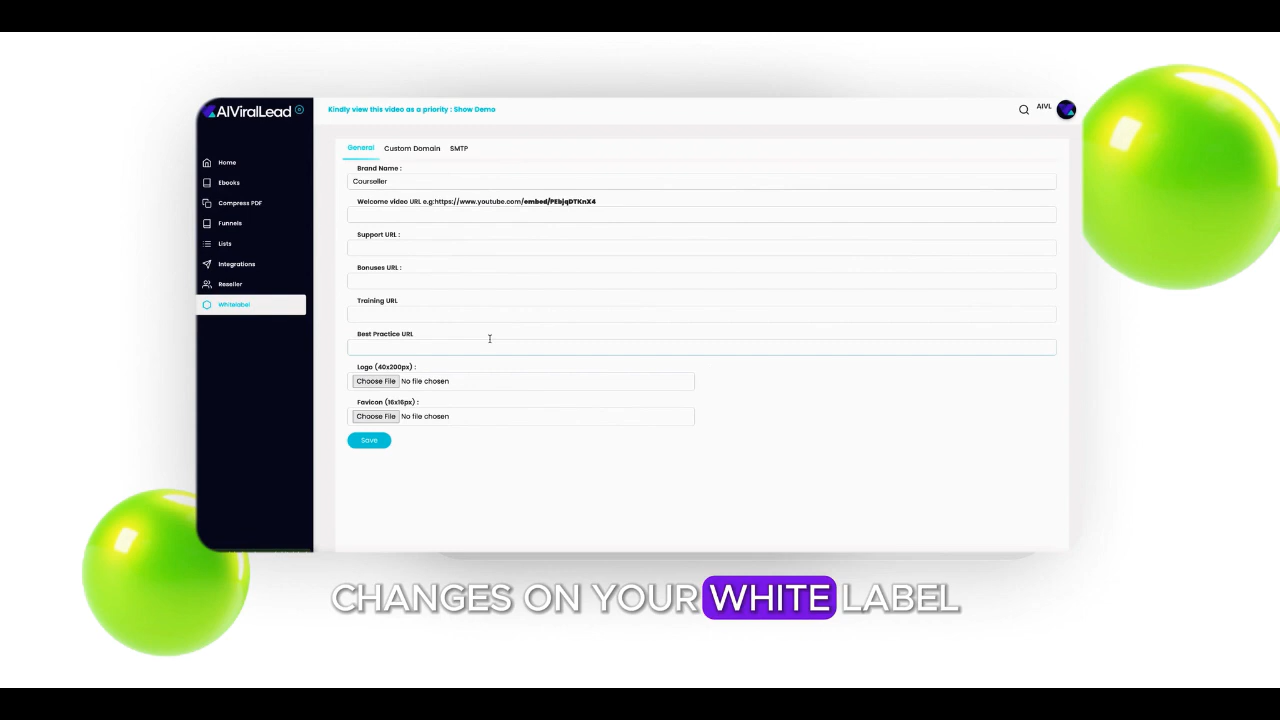 AIViralLead
Kindly view this video as a priority : Show Demo
AIVL
Home
Ebooks
Compress PDF
Funnels
Lists
Integrations
Reseller
Whitelabel
General Custom Domain SMTP
Brand Name :
Courseller
Welcome video URL e.g:https://www.youtube.com/embed/PEbjqDTKnX4
Support URL :
Bonuses URL :
Training URL
Best Practice URL
Logo (40x200px) :
Choose File No file chosen
Favicon (16x16px) :
Choose File No file chosen
Save
CHANGES ON YOUR WHITE LABEL